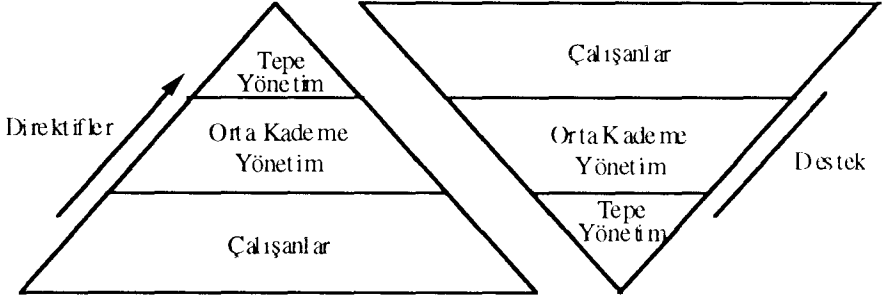 Tepe
Yönetim
Direktifler
Orta Kademe
Yönetim
Çalışanlar
Çalışanlar
Orta Kademe
Yönetim
Destek
Tepe
Yönetim